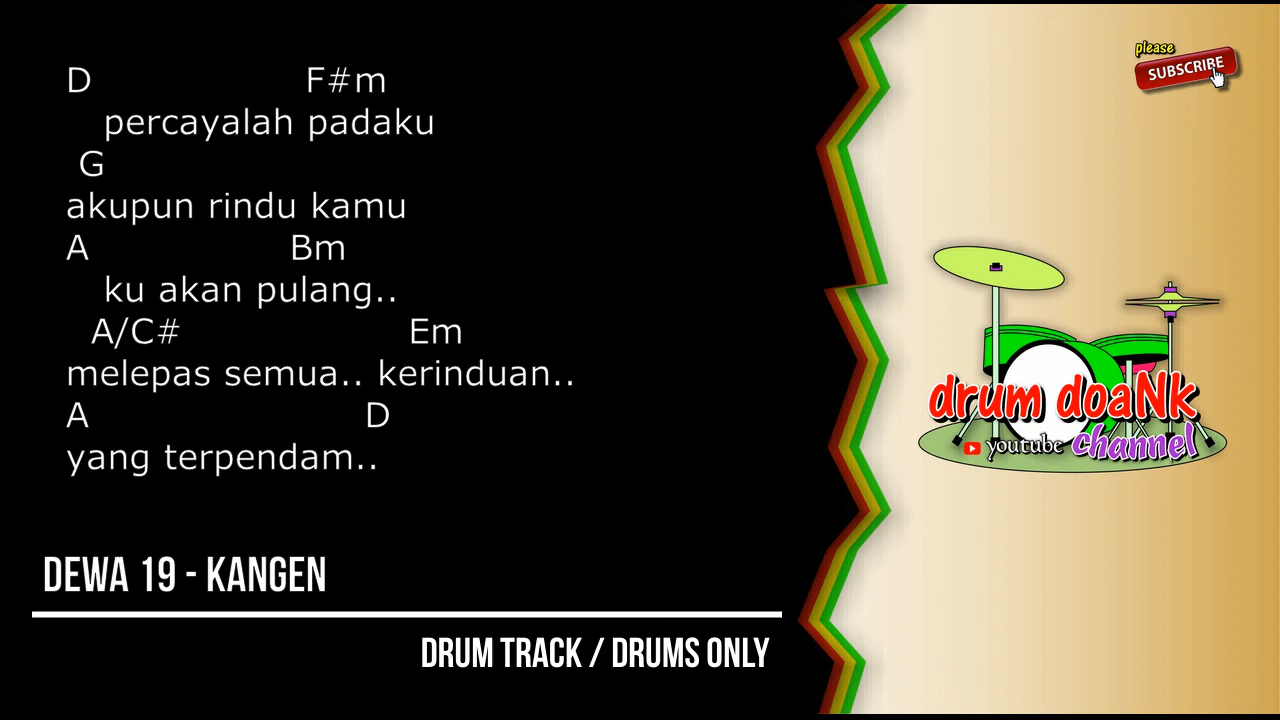 D F#m
percayalah padaku
G
akupun rindu kamu
A Bm
ku akan pulang..
A/C# Em
melepas semua.. kerinduan..
A D
yang terpendam..
DEWA 19 - KANGEN
DRUM TRACK / DRUMS ONLY
please
SUBSCRIBE
drum doaNk
youtube channel